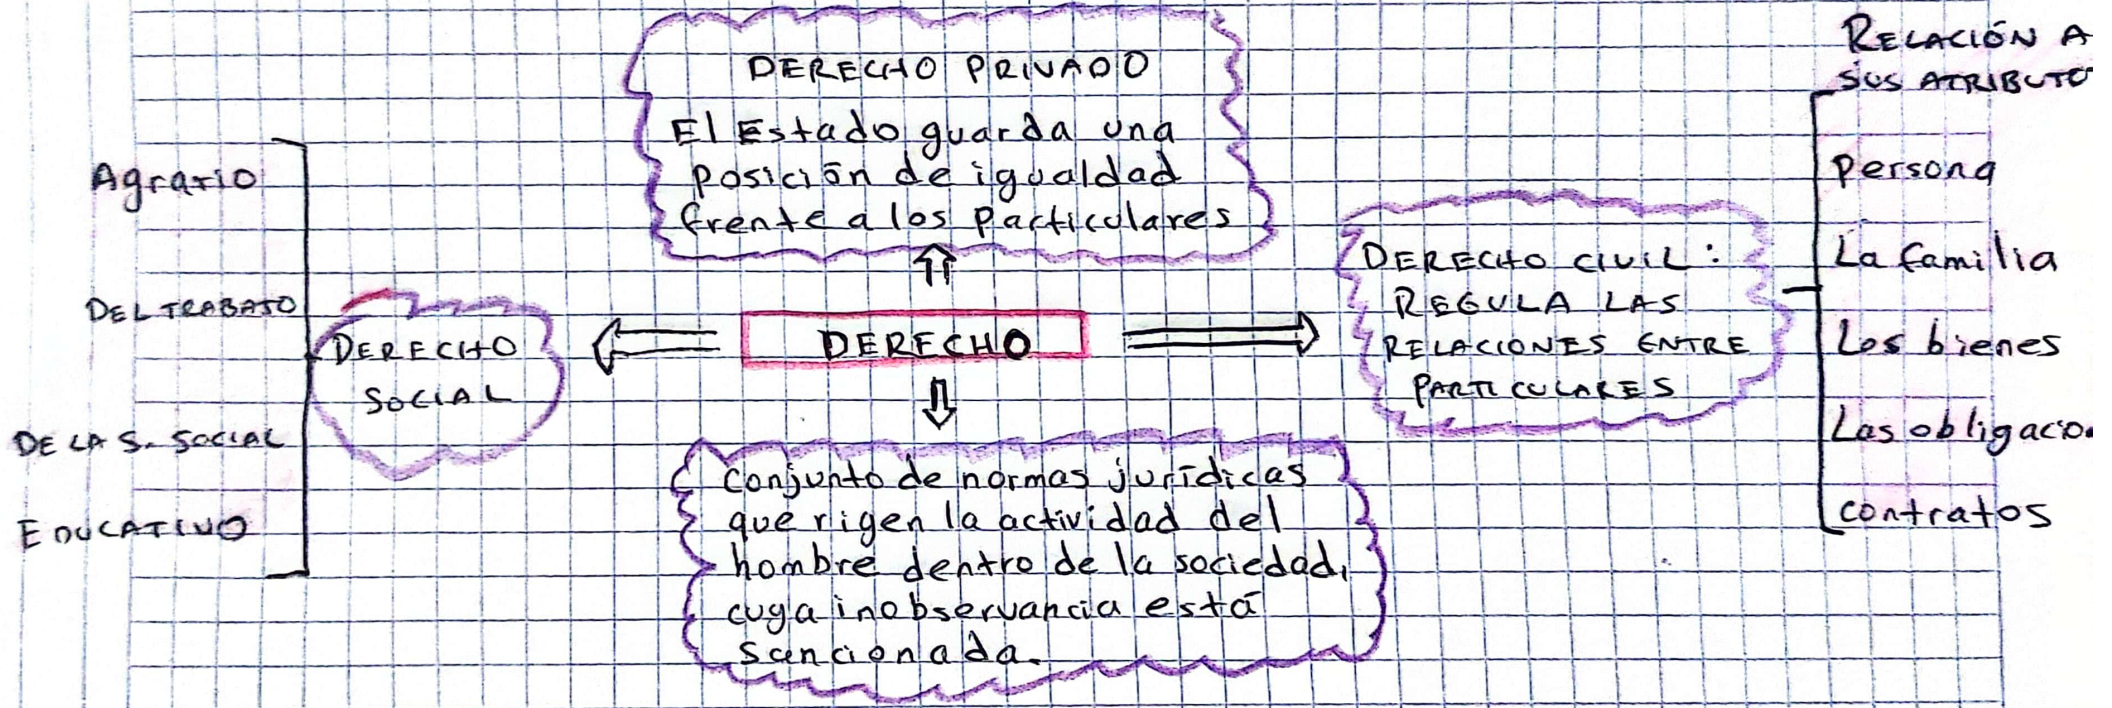 DERECHO PRIVADO
El Estado guarda una
posición de igualdad
frente a los particulares
Agrario
DEL TRABAJO
DE LA S. SOCIAL
EDUCATIVO
DERECHO
SOCIAL
DERECHO
DERECHO CIVIL:
REGULA LAS
RELACIONES ENTRE
PARTICULARES
RELACIÓN A
SUS ATRIBUTO
persona
La familia
Los bienes
Las obligacio
contratos
conjunto de normas jurídicas
que rigen la actividad del
hombre dentro de la sociedad,
cuya inobservancia está
sancionada.